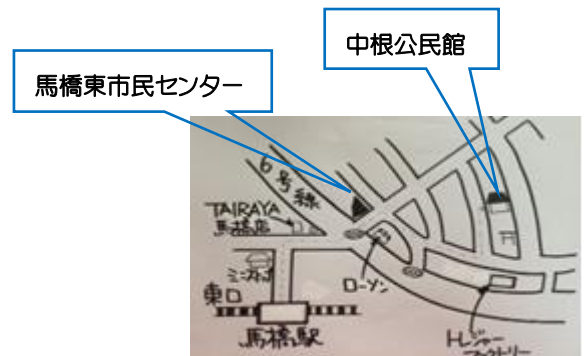 中根公民館
馬橋東市民センター
6号線
TAIRAYA
馬橋店
ローソン
東口
馬橋駅
トレジャー
ファクトリー